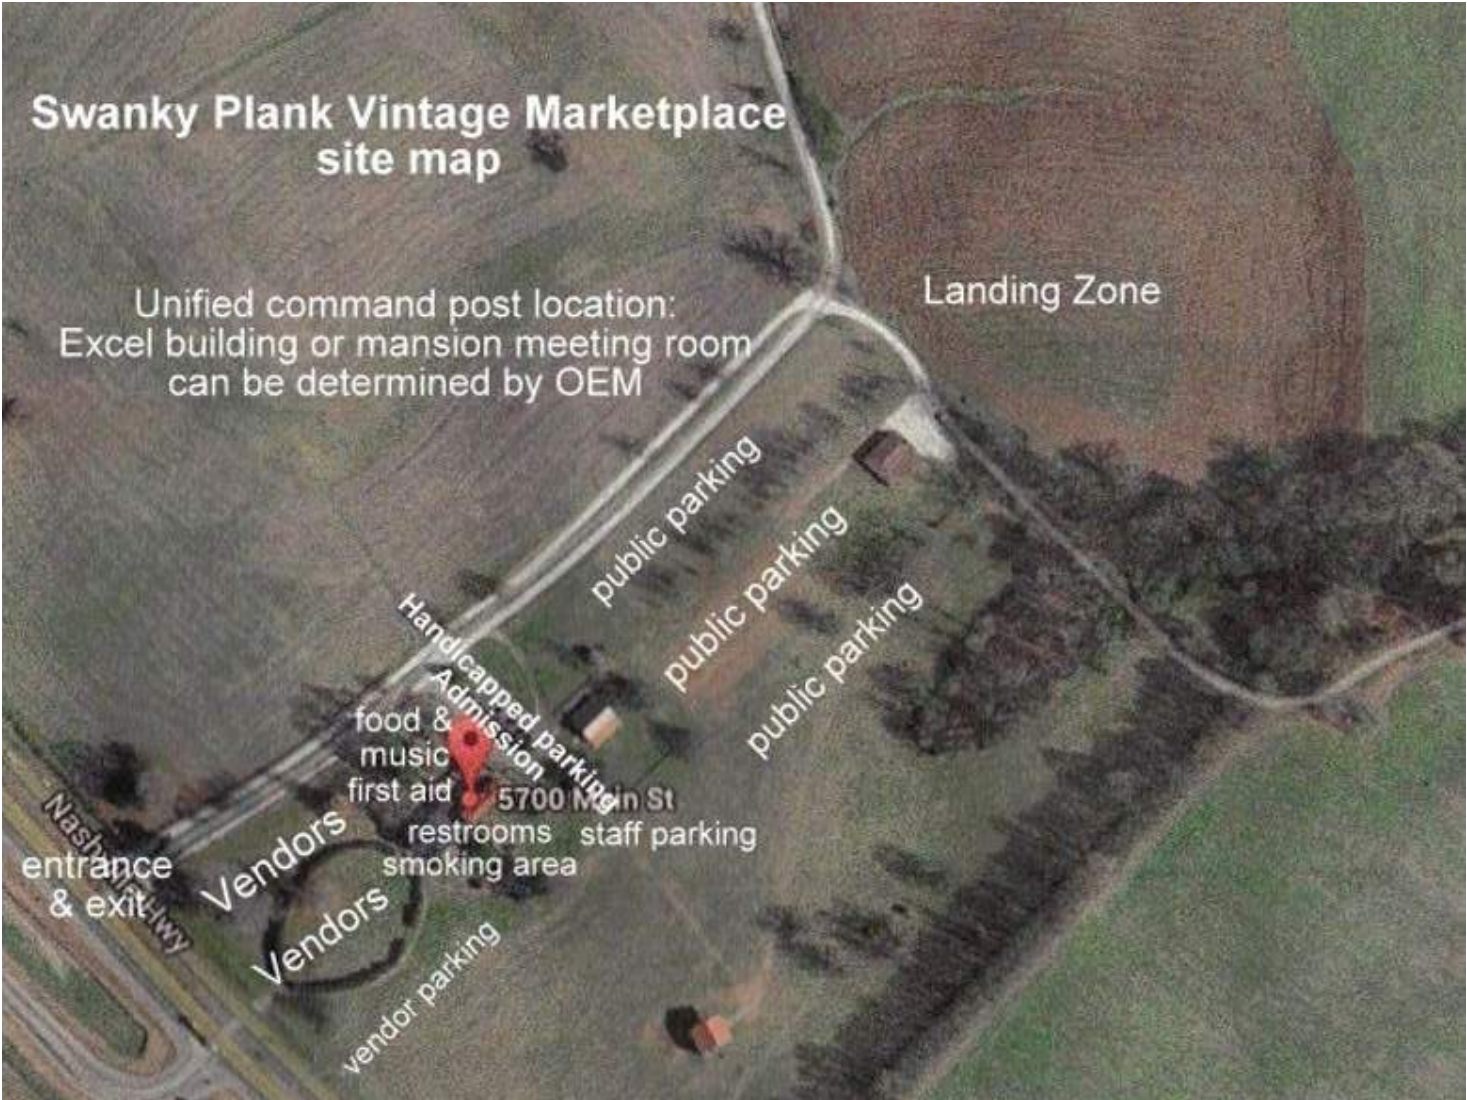 Swanky Plank Vintage Marketplace
site map
Unified command post location:
Excel building or mansion meeting room
can be determined by OEM
Landing Zone
public parking
public parking
public parking
Handicapped parking
Admission
food &
music
first aid
5700 Main St
restrooms
smoking area
staff parking
Vendors
Vendors
vendor parking
Nashville Hwy
entrance
& exit